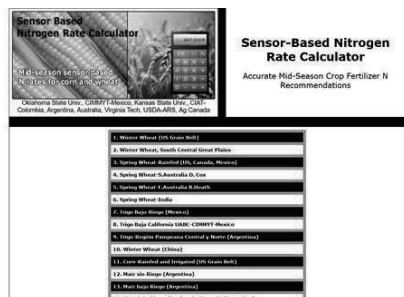 Sensor Based
Nitrogen Rate Calculator
Mid-season sensor based
N rates for corn and wheat
Oklahoma State Univ., CIMMYT-Mexico, Kansas State Univ., CIAT-
Colombia, Argentina, Australia, Virginia Tech, USDA-ARS, Ag Canada
Sensor-Based Nitrogen
Rate Calculator
Accurate Mid-Season Crop Fertilizer N
Recommendations
1. Winter Wheat (US Grain Belt)
2. Winter Wheat, South Central Great Plains
3. Spring Wheat-Rainfed (US, Canada, Mexico)
4. Spring Wheat-S.Australia D. Cox
5. Spring Wheat-E.Australia R.Heath
6. Spring Wheat-India
7. Trigo Bajo Riego (Mexico)
8. Trigo Baja California UABC-CIMMYT-Mexico
9. Trigo-Región Pampeana Central y Norte (Argentina)
10. Winter Wheat (China)
11. Corn-Rainfed and Irrigated (US Grain Belt)
12. Maiz sin Riego (Argentina)
13. Maiz bajo Riego (Argentina)